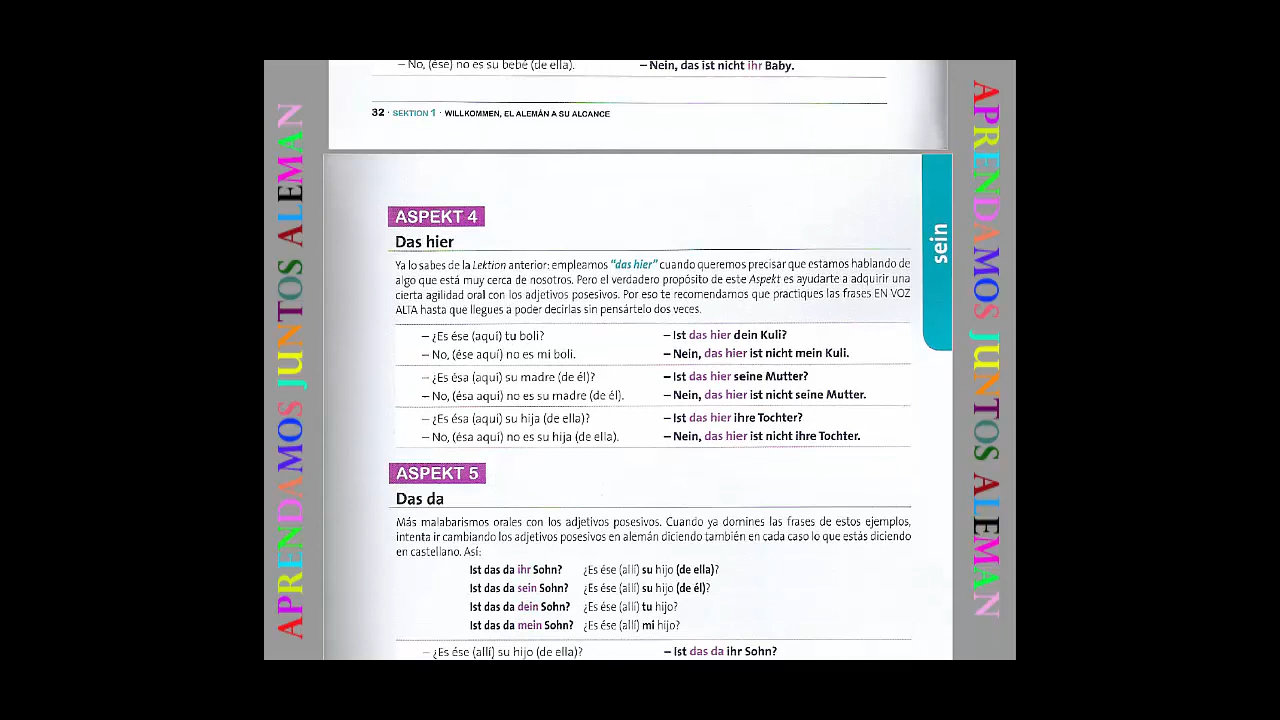 – No, (ése) no es su bebé (de ella). – Nein, das ist nicht ihr Baby.
32 · SEKTION 1 · WILLKOMMEN, EL ALEMÁN A SU ALCANCE
APRENDAMOS JUNTOS ALEMAN
APRENDAMOS JUNTOS ALEMAN
sein
ASPEKT 4
Das hier
Ya lo sabes de la Lektion anterior: empleamos "das hier" cuando queremos precisar que estamos hablando de
algo que está muy cerca de nosotros. Pero el verdadero propósito de este Aspekt es ayudarte a adquirir una
cierta agilidad oral con los adjetivos posesivos. Por eso te recomendamos que practiques las frases EN VOZ
ALTA hasta que llegues a poder decirlas sin pensártelo dos veces.
– ¿Es ése (aquí) tu boli? – Ist das hier dein Kuli?
– No, (ése aquí) no es mi boli. – Nein, das hier ist nicht mein Kuli.
– ¿Es ésa (aquí) su madre (de él)? – Ist das hier seine Mutter?
– No, (ésa aquí) no es su madre (de él). – Nein, das hier ist nicht seine Mutter.
– ¿Es ésa (aquí) su hija (de ella)? – Ist das hier ihre Tochter?
– No, (ésa aquí) no es su hija (de ella). – Nein, das hier ist nicht ihre Tochter.
ASPEKT 5
Das da
Más malabarismos orales con los adjetivos posesivos. Cuando ya domines las frases de estos ejemplos,
intenta ir cambiando los adjetivos posesivos en alemán diciendo también en cada caso lo que estás diciendo
en castellano. Así:
Ist das da ihr Sohn? ¿Es ése (allí) su hijo (de ella)?
Ist das da sein Sohn? ¿Es ése (allí) su hijo (de él)?
Ist das da dein Sohn? ¿Es ése (allí) tu hijo?
Ist das da mein Sohn? ¿Es ése (allí) mi hijo?
– ¿Es ése (allí) su hijo (de ella)? – Ist das da ihr Sohn?